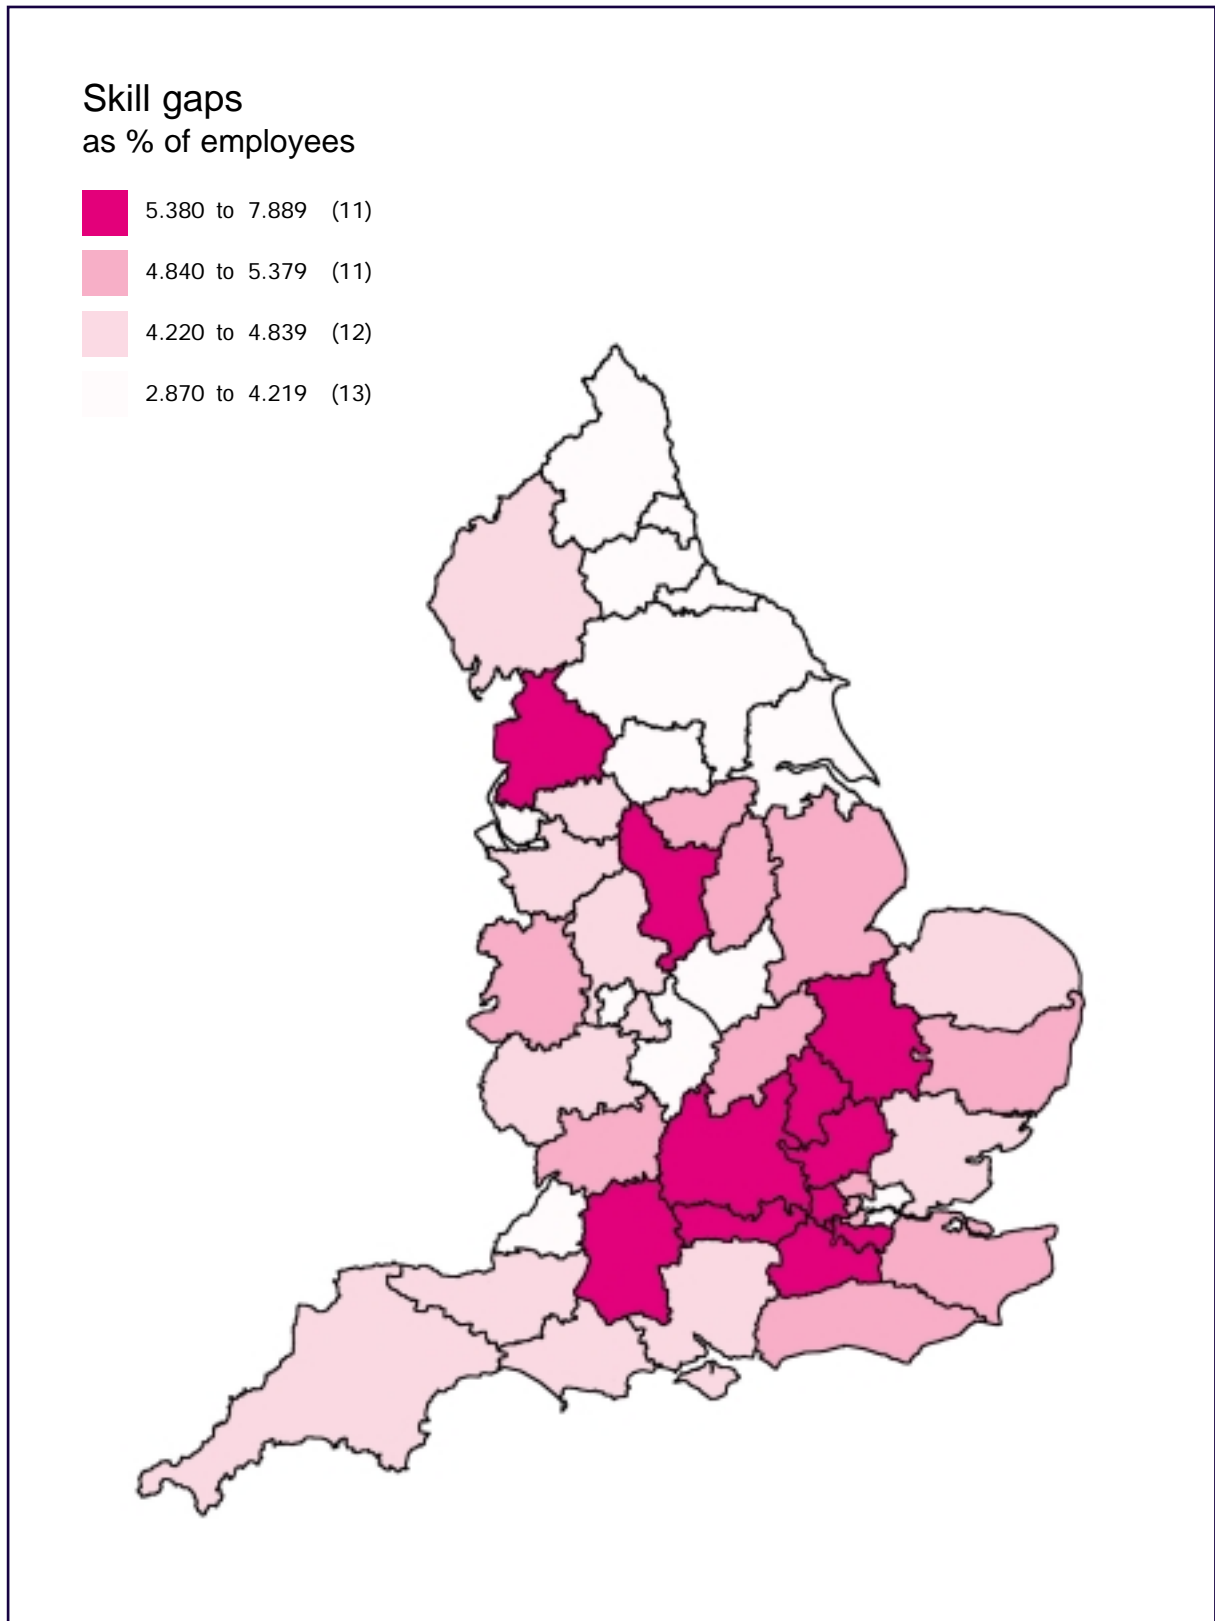 Skill gaps
as % of employees
5.380 to 7.889 (11)
4.840 to 5.379 (11)
4.220 to 4.839 (12)
2.870 to 4.219 (13)